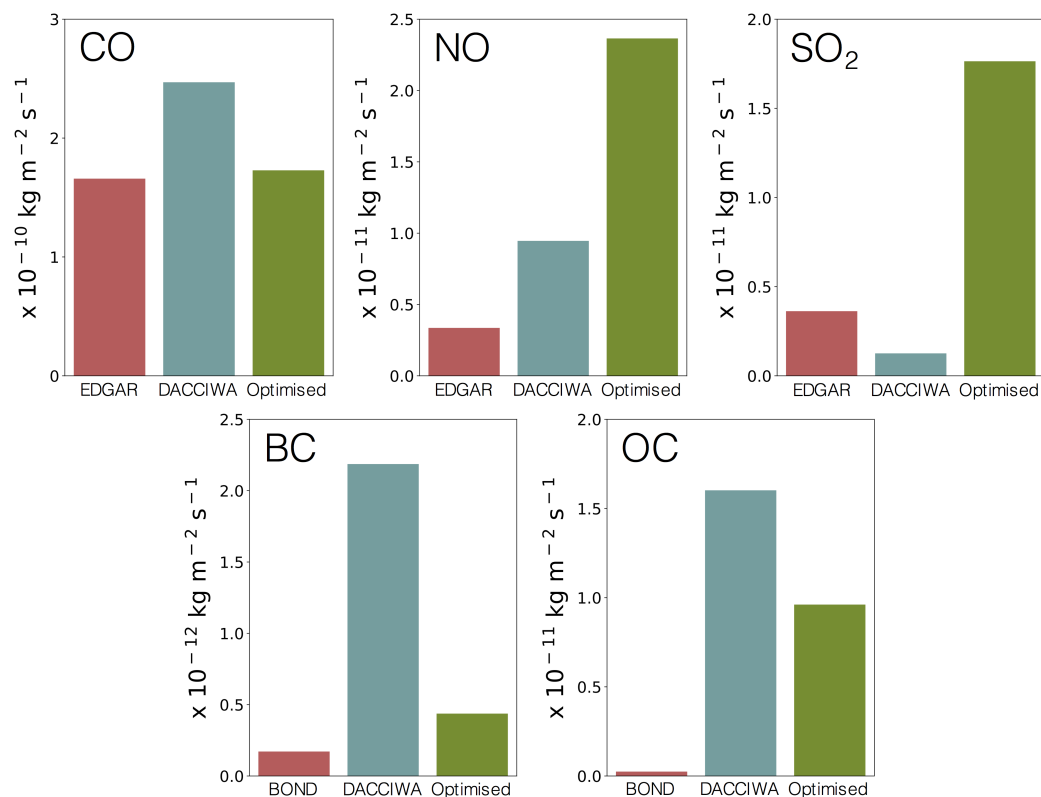 CO
x 10⁻¹⁰ kg m⁻² s⁻¹
3
2
1
0
EDGAR DACCIWA Optimised
NO
x 10⁻¹¹ kg m⁻² s⁻¹
2.5
2.0
1.5
1.0
0.5
0.0
EDGAR DACCIWA Optimised
SO₂
x 10⁻¹¹ kg m⁻² s⁻¹
2.0
1.5
1.0
0.5
0.0
EDGAR DACCIWA Optimised
BC
x 10⁻¹² kg m⁻² s⁻¹
2.5
2.0
1.5
1.0
0.5
0.0
BOND DACCIWA Optimised
OC
x 10⁻¹¹ kg m⁻² s⁻¹
2.0
1.5
1.0
0.5
0.0
BOND DACCIWA Optimised